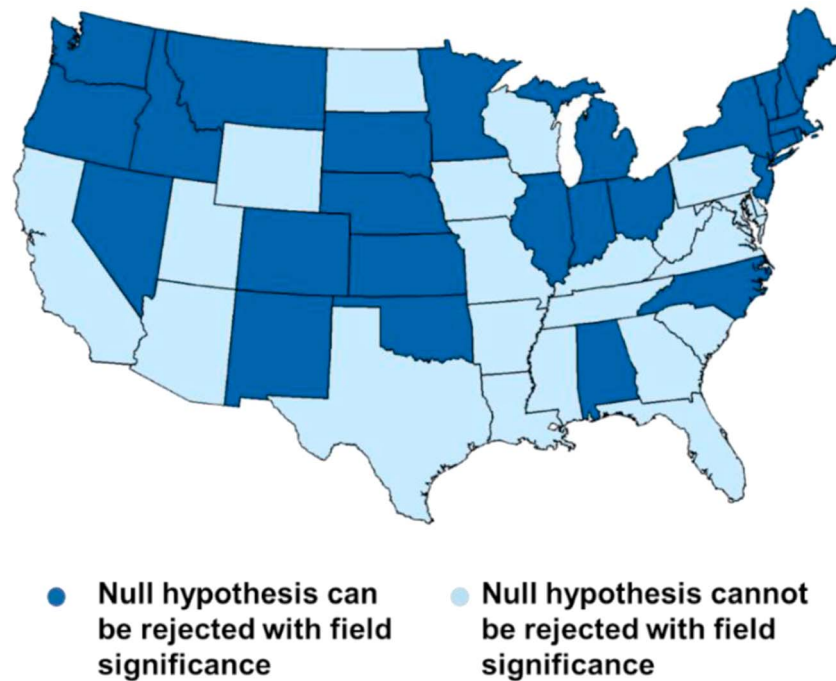 Null hypothesis can
be rejected with field
significance
Null hypothesis cannot
be rejected with field
significance